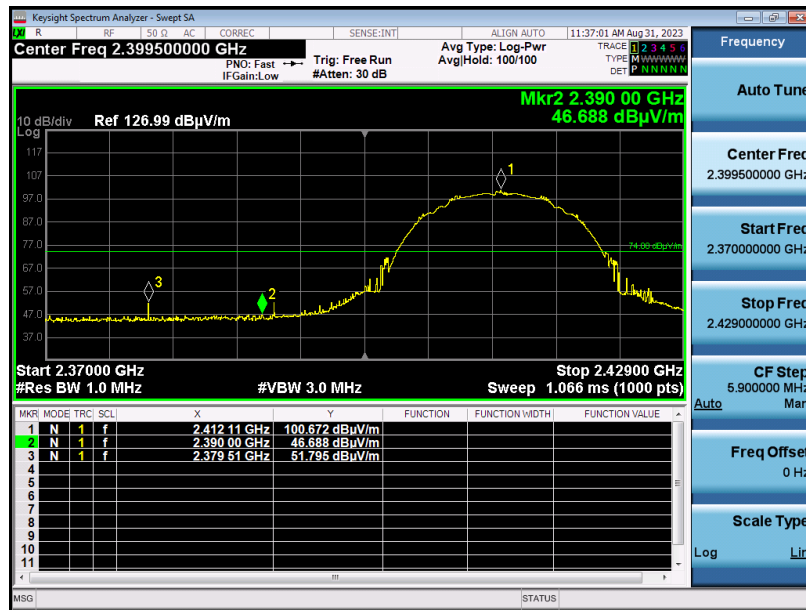 Keysight Spectrum Analyzer - Swept SA
R RF 50 Ω AC CORREC SENSE:INT ALIGN AUTO 11:37:01 AM Aug 31, 2023
Center Freq 2.399500000 GHz
PNO: Fast
IFGain:Low
Trig: Free Run
#Atten: 30 dB
Avg Type: Log-Pwr
Avg|Hold: 100/100
TRACE 1 2 3 4 5 6
TYPE M W W W W W
DET P N N N N N
Mkr2 2.390 00 GHz
46.688 dBµV/m
10 dB/div Ref 126.99 dBµV/m
Log
117
107
97.0
87.0
77.0
67.0
57.0
47.0
37.0
1
2
3
74.00 dBµV/m
Start 2.37000 GHz Stop 2.42900 GHz
#Res BW 1.0 MHz #VBW 3.0 MHz Sweep 1.066 ms (1000 pts)
MKR MODE TRC SCL X Y FUNCTION FUNCTION WIDTH FUNCTION VALUE
1 N 1 f 2.412 11 GHz 100.672 dBµV/m
2 N 1 f 2.390 00 GHz 46.688 dBµV/m
3 N 1 f 2.379 51 GHz 51.795 dBµV/m
4
5
6
7
8
9
10
11
MSG STATUS
Frequency
Auto Tune
Center Freq
2.399500000 GHz
Start Freq
2.370000000 GHz
Stop Freq
2.429000000 GHz
CF Step
5.900000 MHz
Auto Man
Freq Offset
0 Hz
Scale Type
Log Lin